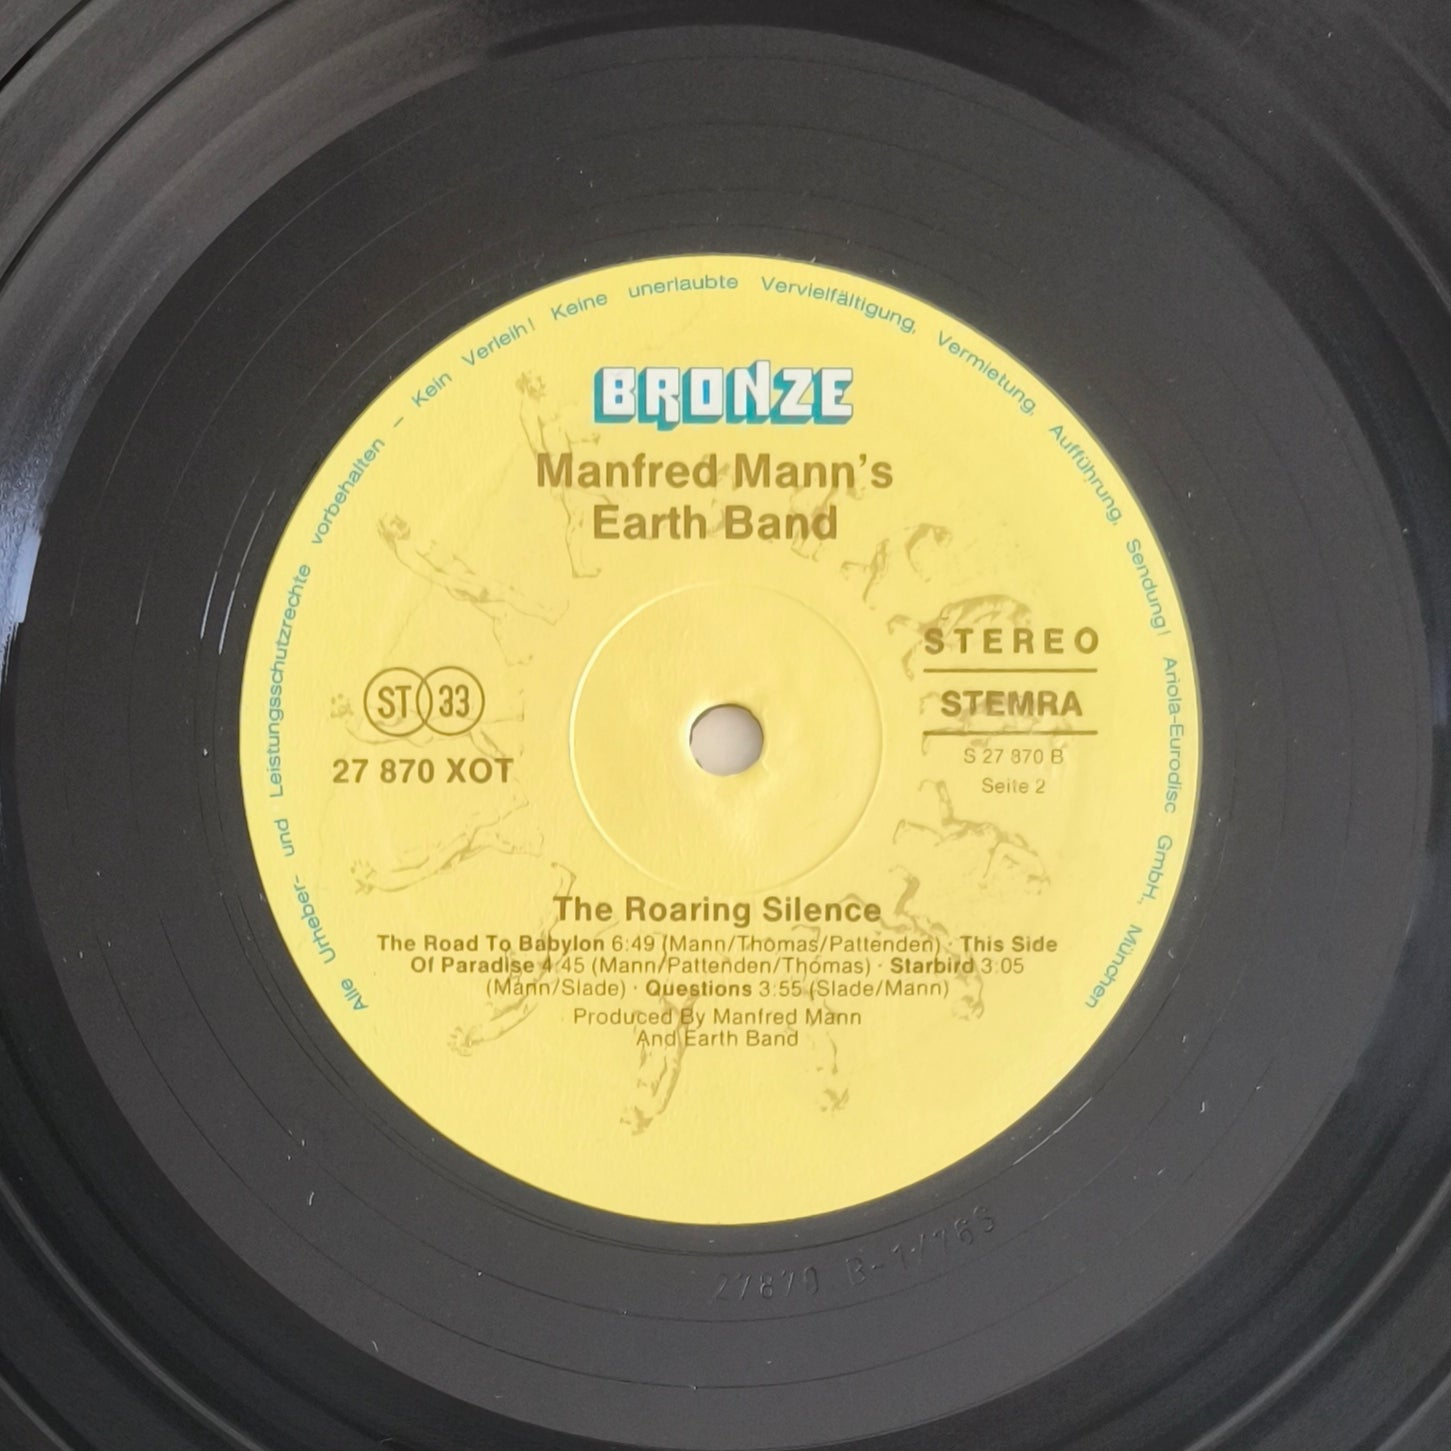 Alle Urheber- und Leistungsschutzrechte vorbehalten – Kein Verleih! Keine unerlaubte Vervielfältigung, Vermietung, Aufführung, Sendung! Ariola-Eurodisc GmbH., München
BRONZE
Manfred Mann's
Earth Band
STEREO
STEMRA
S 27 870 B
Seite 2
ST 33
27 870 XOT
The Roaring Silence
The Road To Babylon 6:49 (Mann/Thomas/Pattenden) · This Side
Of Paradise 4:45 (Mann/Pattenden/Thomas) · Starbird 3:05
(Mann/Slade) · Questions 3:55 (Slade/Mann)
Produced By Manfred Mann
And Earth Band
27870